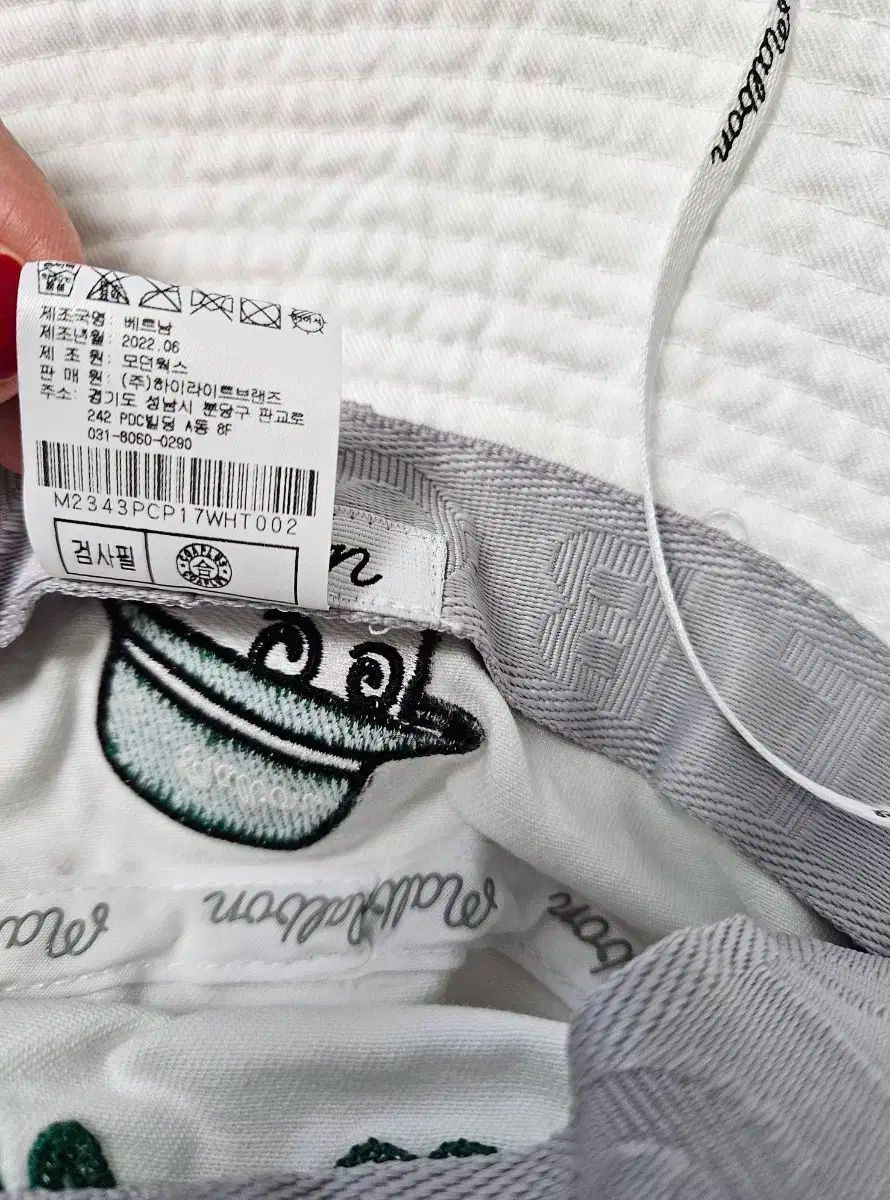 Malbon
제조국명: 베트남
제조년월: 2022.06
제 조 원: 모던웍스
판 매 원: (주)하이라이트브랜즈
주소: 경기도 성남시 분당구 판교로
242 PDC빌딩 A동 8F
031-8060-0290
M2343PCP17WHT002
검사필
n
Malbon
Malbon